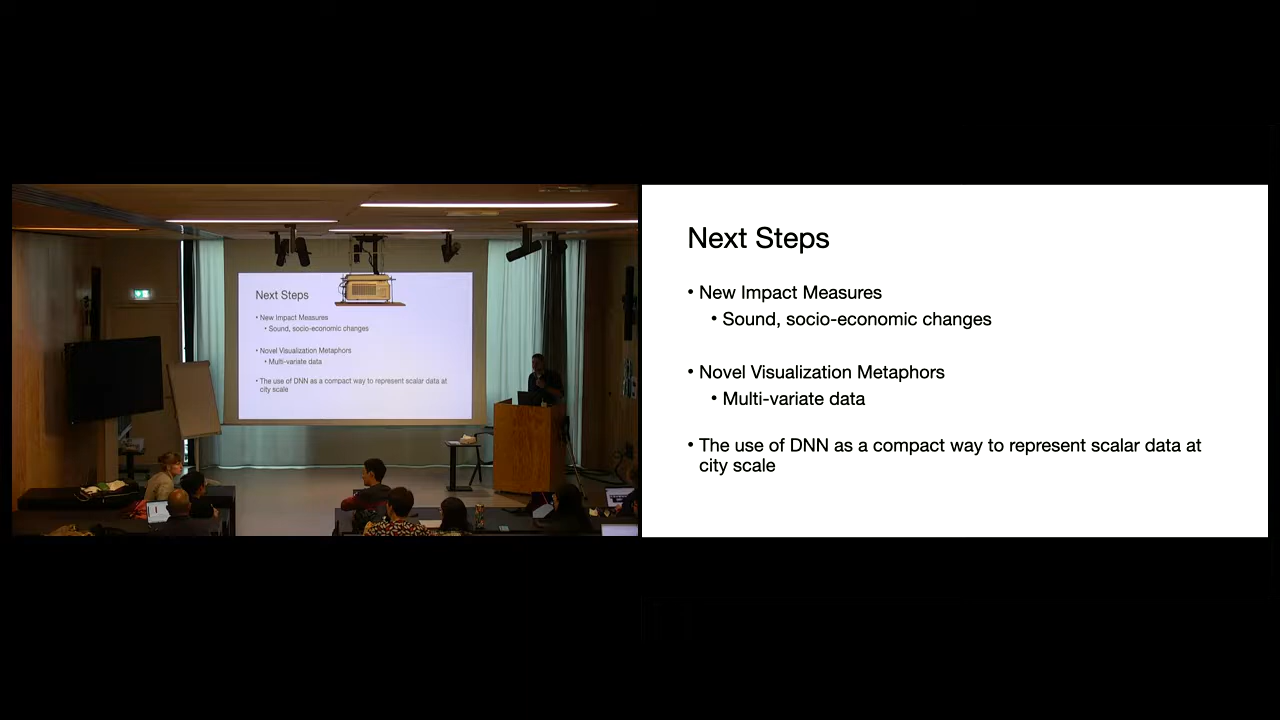 Next Steps
• New Impact Measures
• Sound, socio-economic changes
• Novel Visualization Metaphors
• Multi-variate data
• The use of DNN as a compact way to represent scalar data at
city scale
Next Steps
• New Impact Measures
• Sound, socio-economic changes
• Novel Visualization Metaphors
• Multi-variate data
• The use of DNN as a compact way to represent scalar data at
city scale